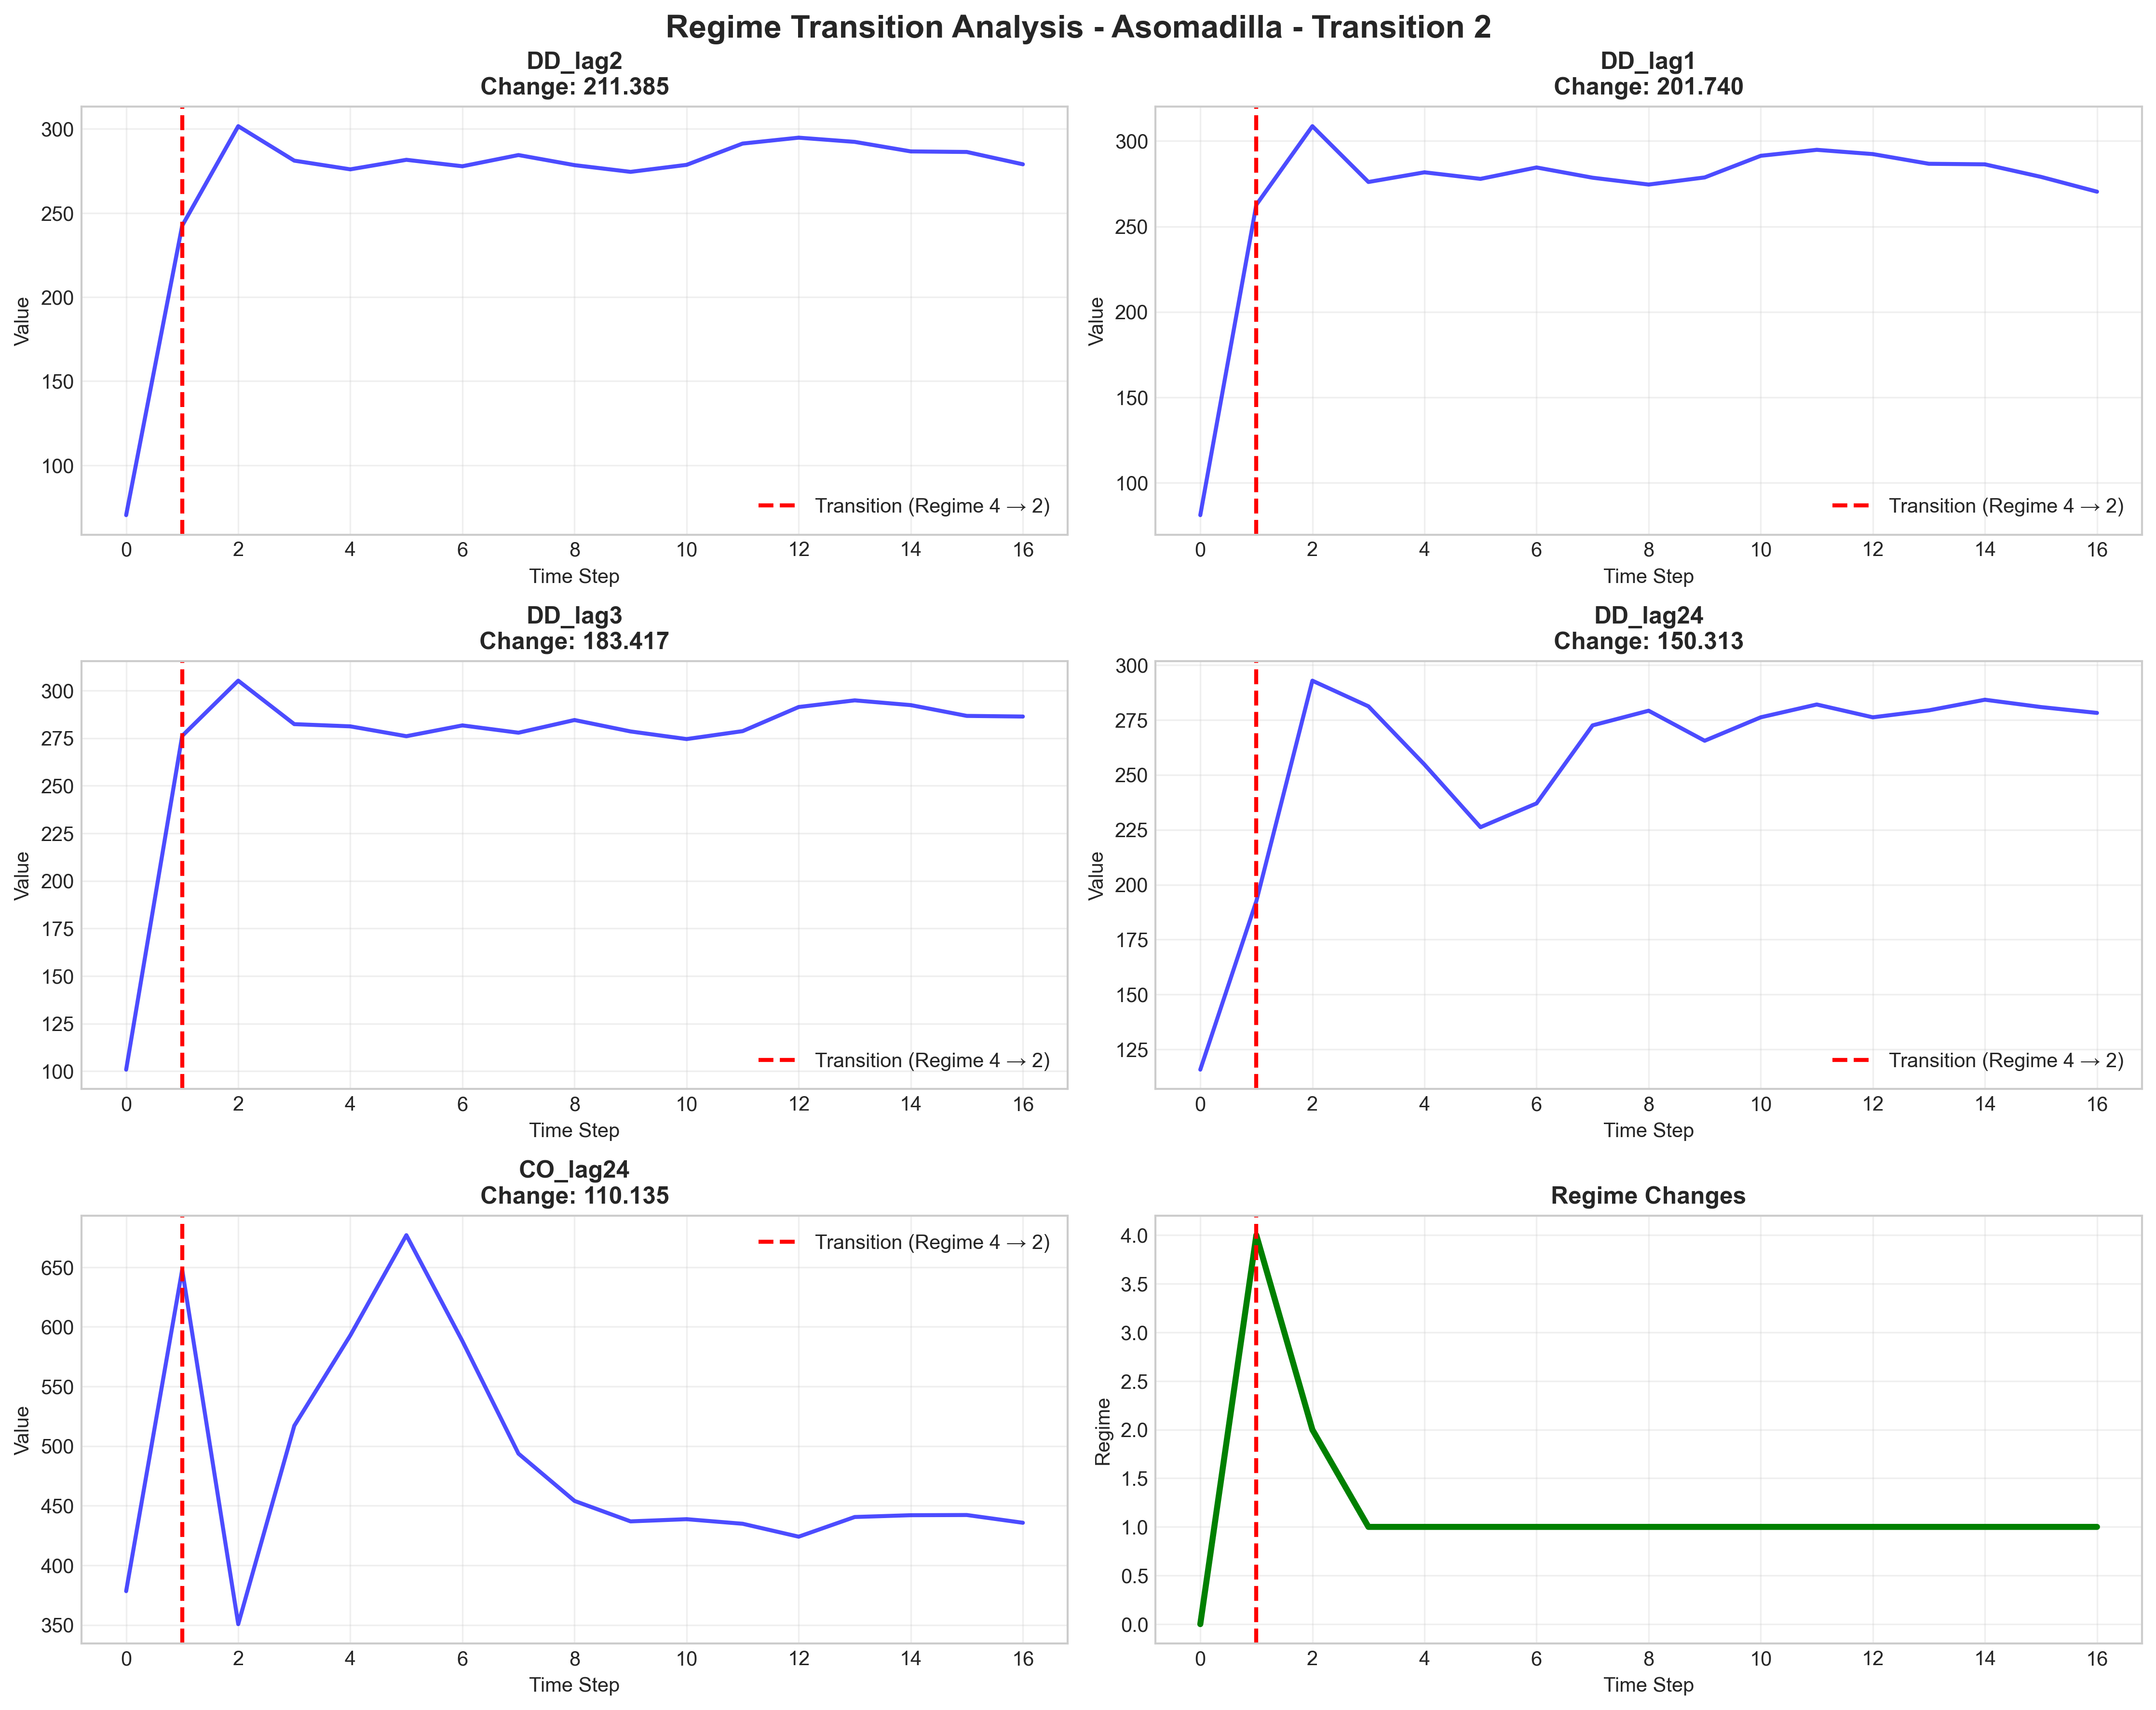 Regime Transition Analysis - Asomadilla - Transition 2
DD_lag2
Change: 211.385
300
250
200
150
100
Value
0 2 4 6 8 10 12 14 16
Time Step
Transition (Regime 4 → 2)
DD_lag1
Change: 201.740
300
250
200
150
100
Value
0 2 4 6 8 10 12 14 16
Time Step
Transition (Regime 4 → 2)
DD_lag3
Change: 183.417
300
275
250
225
200
175
150
125
100
Value
0 2 4 6 8 10 12 14 16
Time Step
Transition (Regime 4 → 2)
DD_lag24
Change: 150.313
300
275
250
225
200
175
150
125
Value
0 2 4 6 8 10 12 14 16
Time Step
Transition (Regime 4 → 2)
CO_lag24
Change: 110.135
650
600
550
500
450
400
350
Value
0 2 4 6 8 10 12 14 16
Time Step
Transition (Regime 4 → 2)
Regime Changes
4.0
3.5
3.0
2.5
2.0
1.5
1.0
0.5
0.0
Regime
0 2 4 6 8 10 12 14 16
Time Step